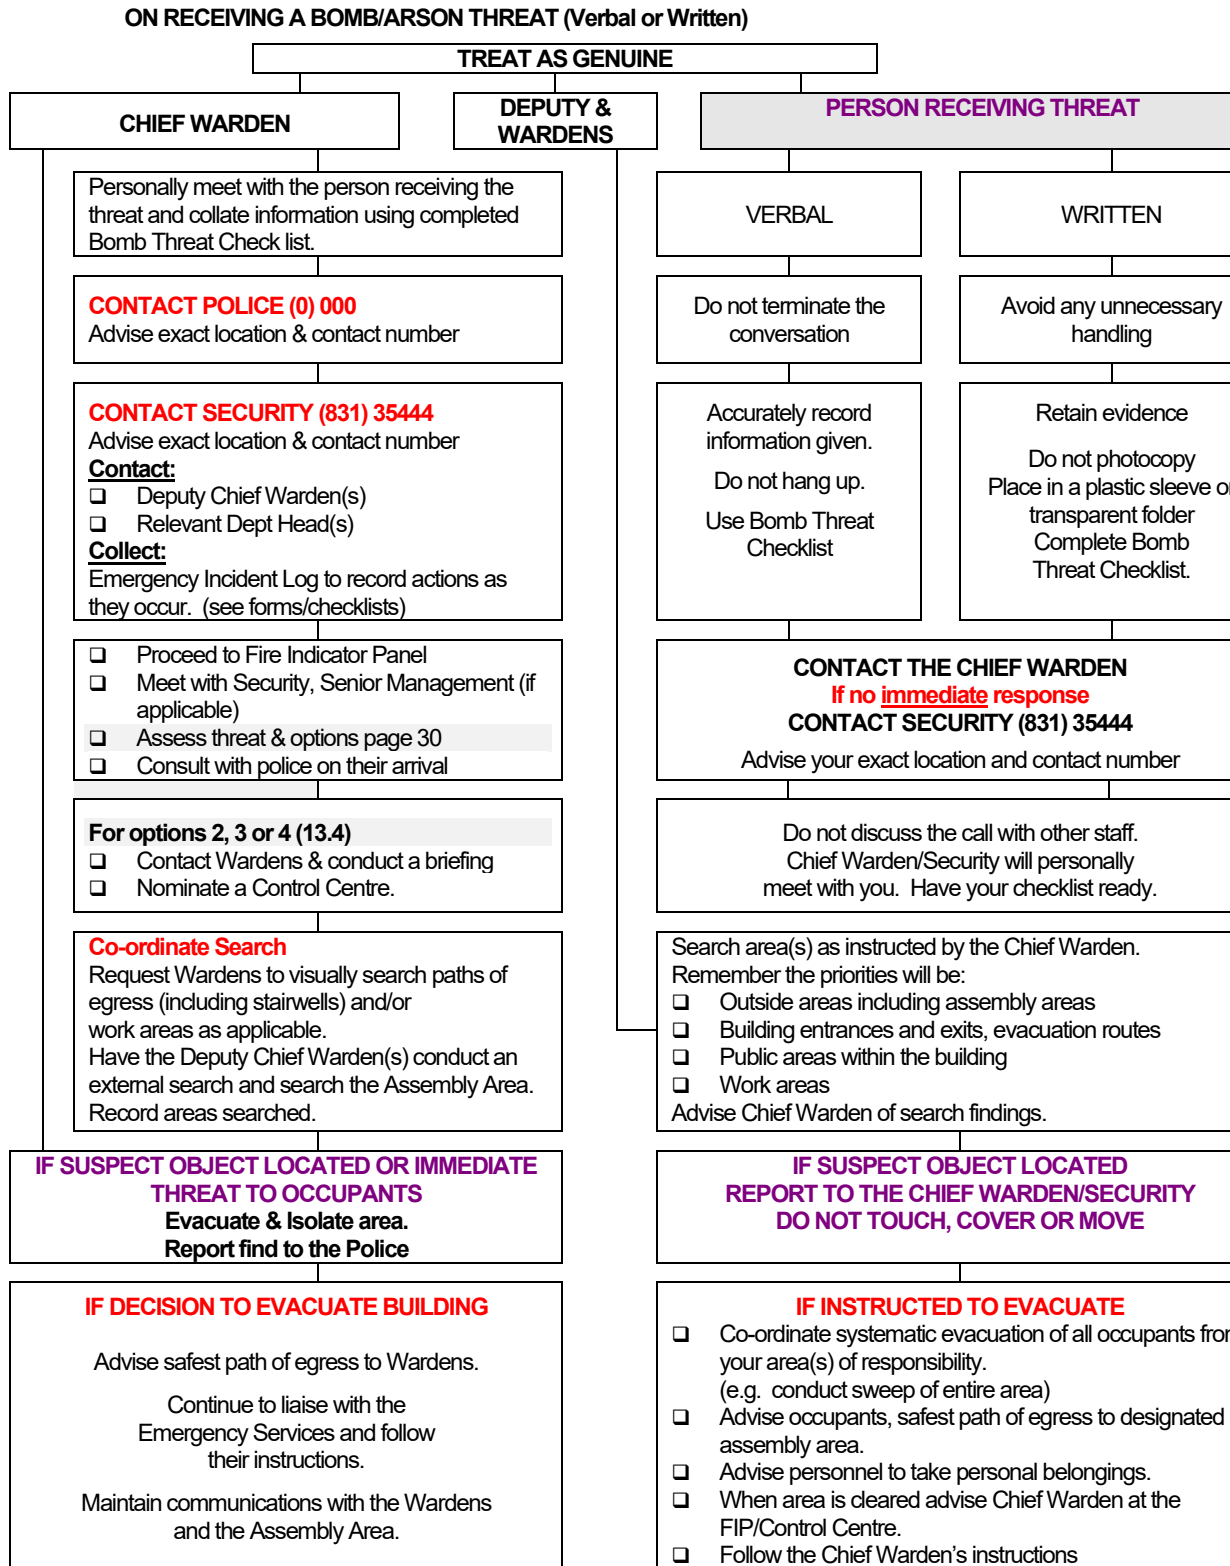 ON RECEIVING A BOMB/ARSON THREAT (Verbal or Written)
TREAT AS GENUINE
CHIEF WARDEN
DEPUTY &
WARDENS
PERSON RECEIVING THREAT
Personally meet with the person receiving the
threat and collate information using completed
Bomb Threat Check list.
CONTACT POLICE (0) 000
Advise exact location & contact number
CONTACT SECURITY (831) 35444
Advise exact location & contact number
Contact:
❑ Deputy Chief Warden(s)
❑ Relevant Dept Head(s)
Collect:
Emergency Incident Log to record actions as
they occur. (see forms/checklists)
❑ Proceed to Fire Indicator Panel
❑ Meet with Security, Senior Management (if
applicable)
❑ Assess threat & options page 30
❑ Consult with police on their arrival
For options 2, 3 or 4 (13.4)
❑ Contact Wardens & conduct a briefing
❑ Nominate a Control Centre.
Co-ordinate Search
Request Wardens to visually search paths of
egress (including stairwells) and/or
work areas as applicable.
Have the Deputy Chief Warden(s) conduct an
external search and search the Assembly Area.
Record areas searched.
IF SUSPECT OBJECT LOCATED OR IMMEDIATE
THREAT TO OCCUPANTS
Evacuate & Isolate area.
Report find to the Police
IF DECISION TO EVACUATE BUILDING
Advise safest path of egress to Wardens.
Continue to liaise with the
Emergency Services and follow
their instructions.
Maintain communications with the Wardens
and the Assembly Area.
VERBAL
Do not terminate the
conversation
Accurately record
information given.
Do not hang up.
Use Bomb Threat
Checklist
WRITTEN
Avoid any unnecessary
handling
Retain evidence
Do not photocopy
Place in a plastic sleeve or
transparent folder
Complete Bomb
Threat Checklist.
CONTACT THE CHIEF WARDEN
If no immediate response
CONTACT SECURITY (831) 35444
Advise your exact location and contact number
Do not discuss the call with other staff.
Chief Warden/Security will personally
meet with you. Have your checklist ready.
Search area(s) as instructed by the Chief Warden.
Remember the priorities will be:
❑ Outside areas including assembly areas
❑ Building entrances and exits, evacuation routes
❑ Public areas within the building
❑ Work areas
Advise Chief Warden of search findings.
IF SUSPECT OBJECT LOCATED
REPORT TO THE CHIEF WARDEN/SECURITY
DO NOT TOUCH, COVER OR MOVE
IF INSTRUCTED TO EVACUATE
❑ Co-ordinate systematic evacuation of all occupants from
your area(s) of responsibility.
(e.g. conduct sweep of entire area)
❑ Advise occupants, safest path of egress to designated
assembly area.
❑ Advise personnel to take personal belongings.
❑ When area is cleared advise Chief Warden at the
FIP/Control Centre.
❑ Follow the Chief Warden's instructions